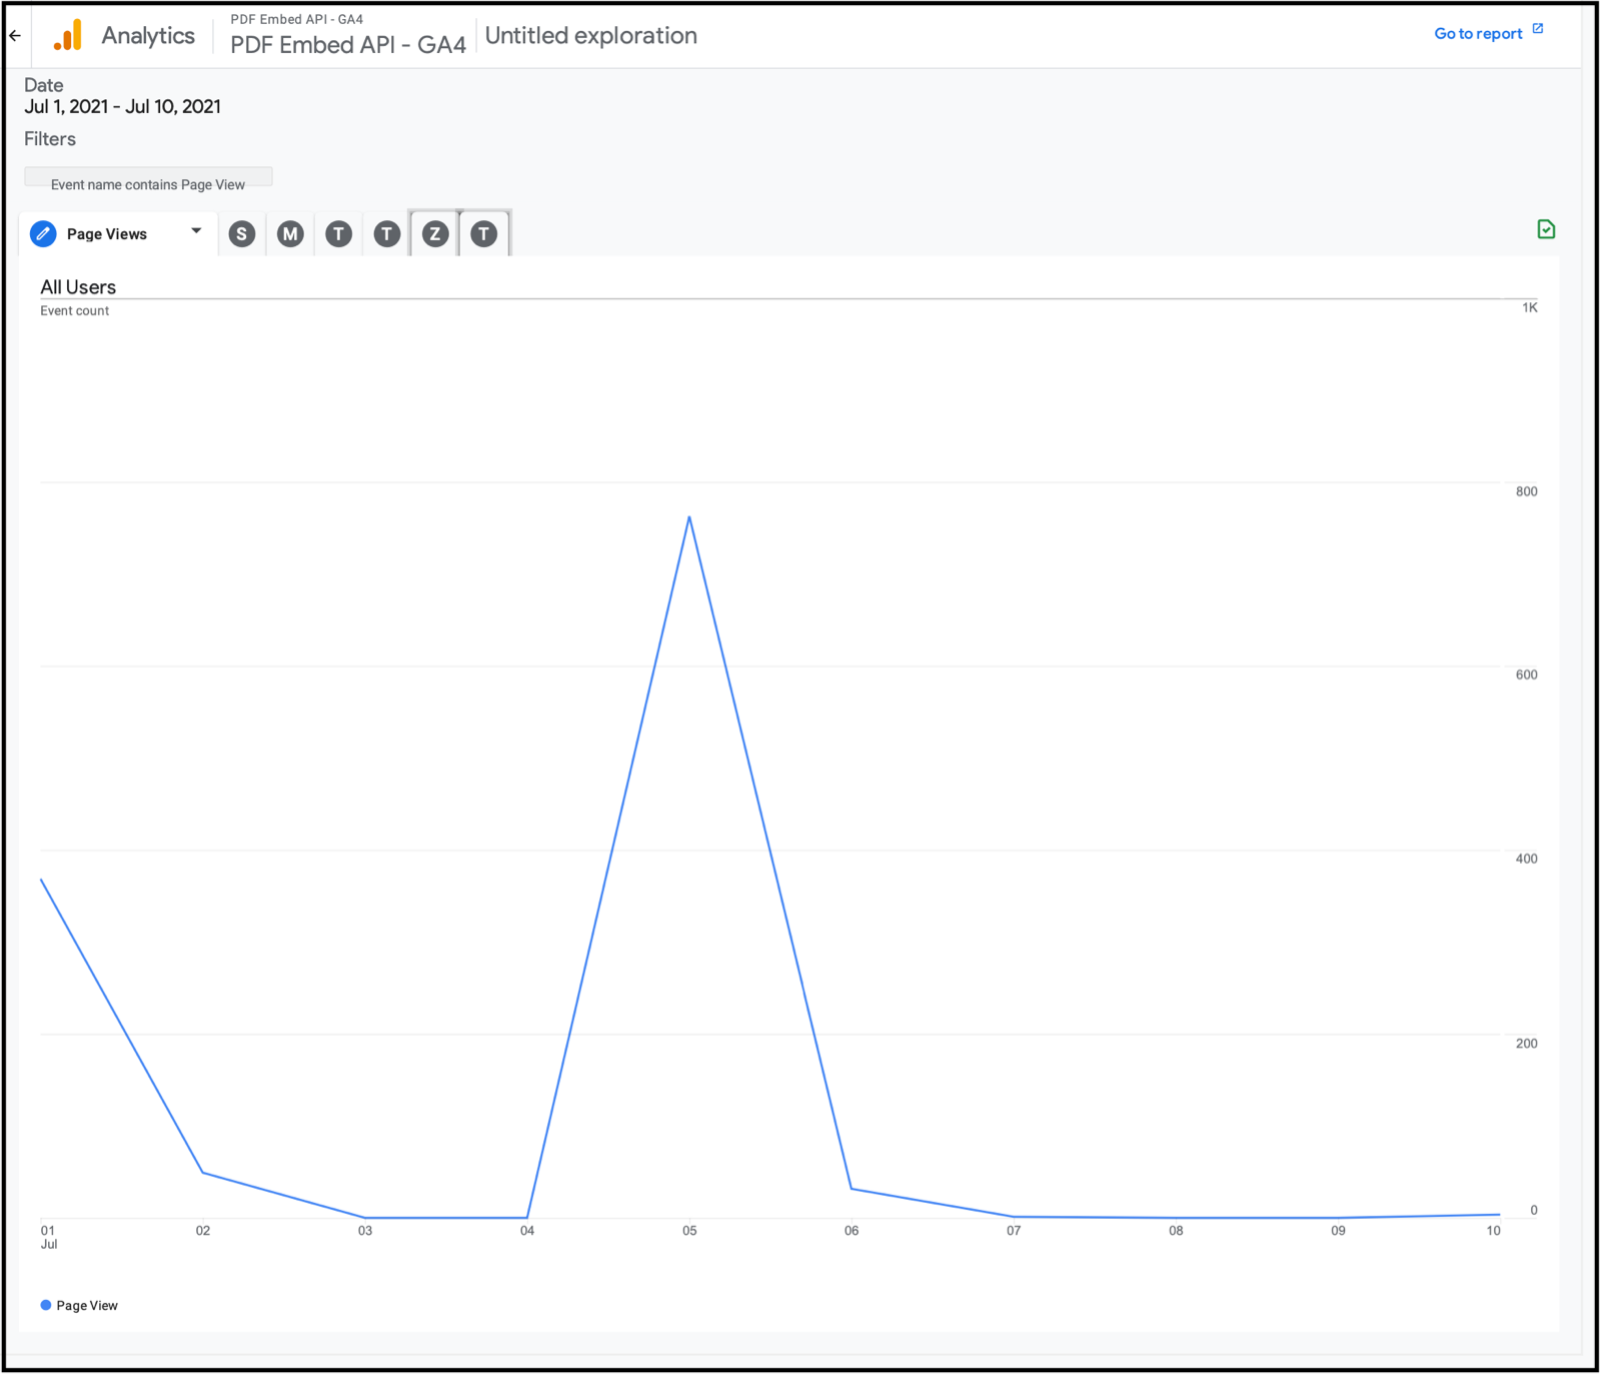 PDF Embed API - GA4
Analytics
PDF Embed API - GA4
Untitled exploration
Go to report
Date
Jul 1, 2021 - Jul 10, 2021
Filters
Event name contains Page View
Page Views
S
M
T
T
Z
T
All Users
Event count
1K
800
600
400
200
0
01 02 03 04 05 06 07 08 09 10
Jul
Page View